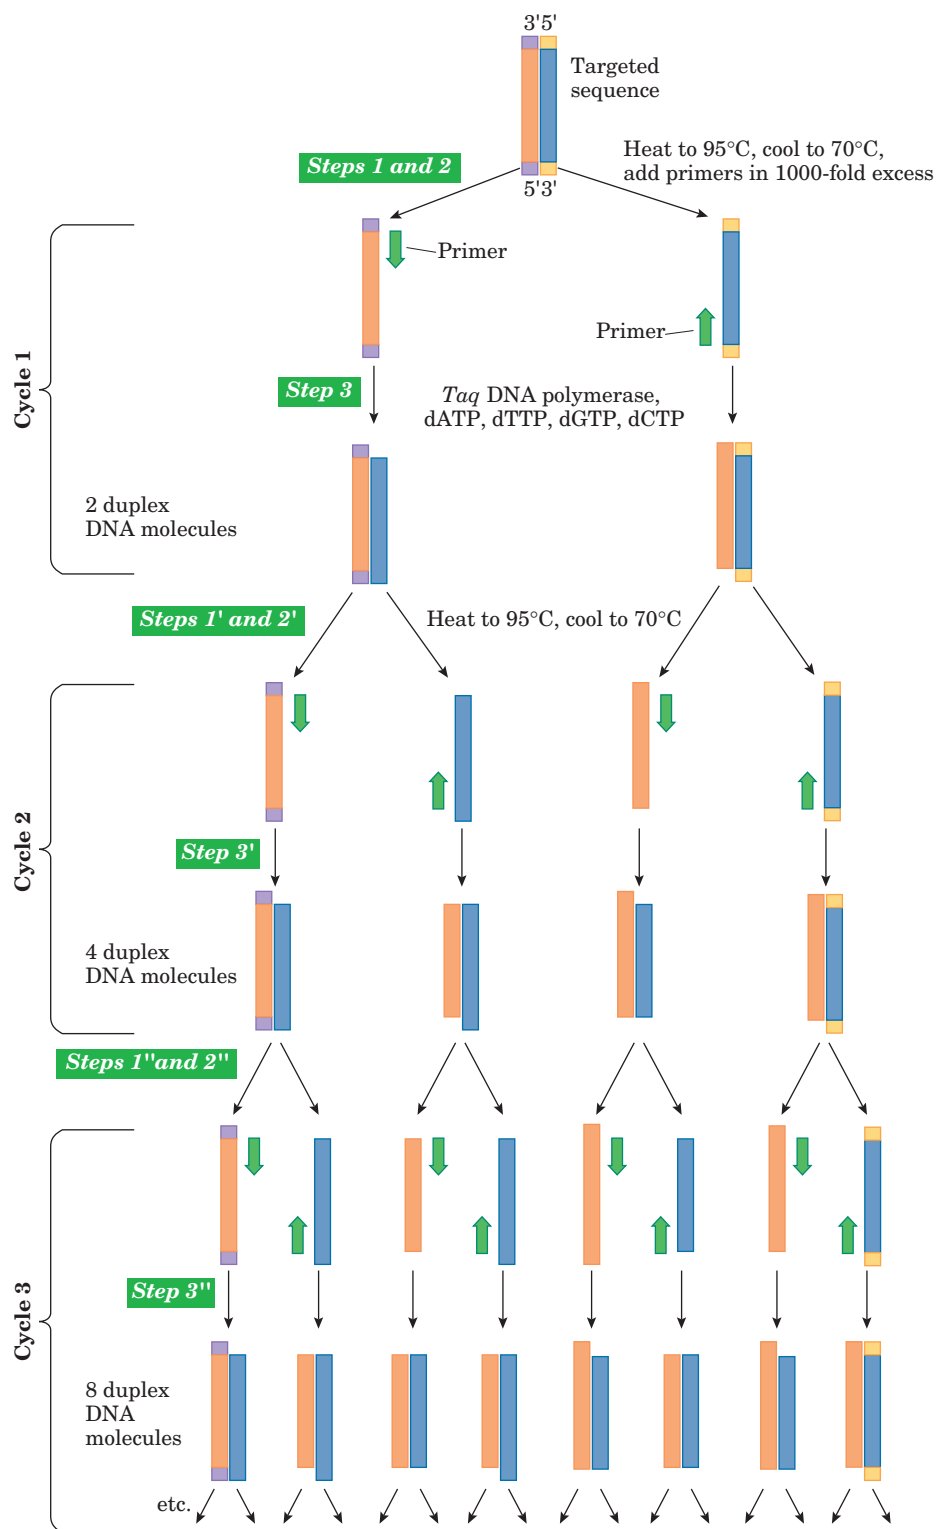 3'5'
Targeted
sequence
Steps 1 and 2
Heat to 95°C, cool to 70°C,
add primers in 1000-fold excess
5'3'
Primer
Primer
Cycle 1
Step 3
Taq DNA polymerase,
dATP, dTTP, dGTP, dCTP
2 duplex
DNA molecules
Steps 1' and 2'
Heat to 95°C, cool to 70°C
Cycle 2
Step 3'
4 duplex
DNA molecules
Steps 1"and 2"
Cycle 3
Step 3"
8 duplex
DNA
molecules
etc.